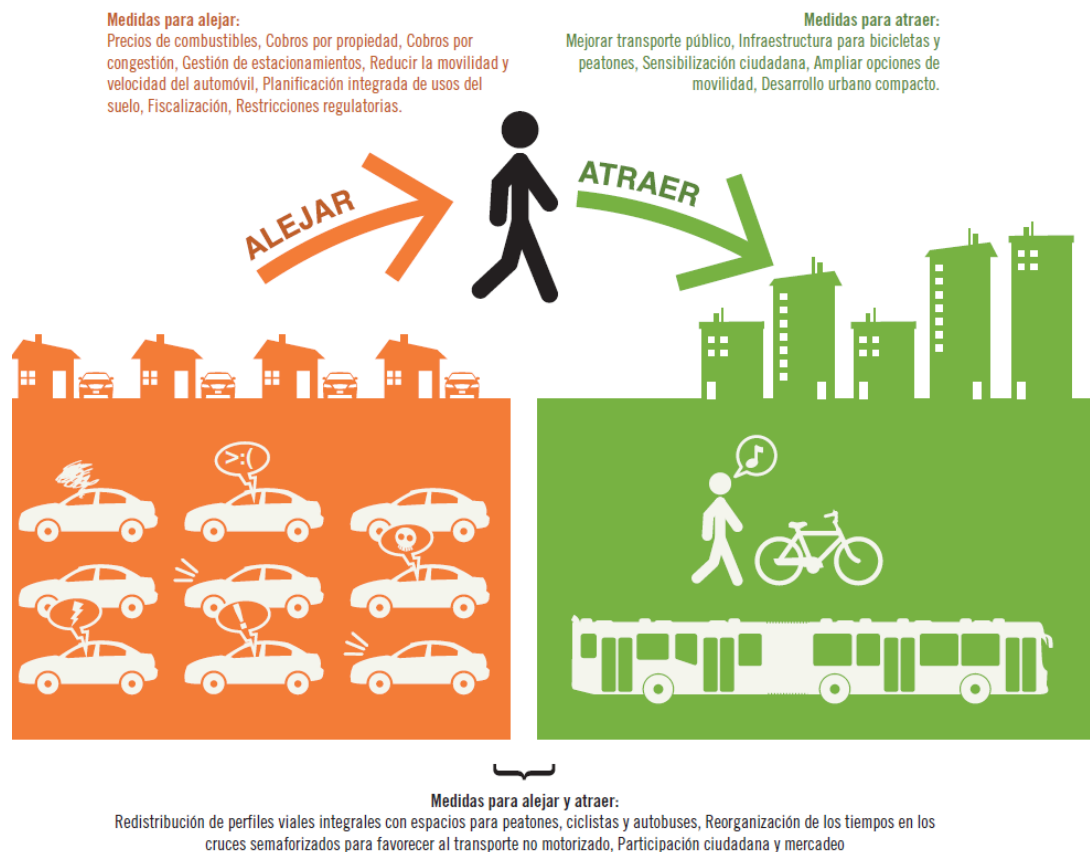 Medidas para alejar:
Precios de combustibles, Cobros por propiedad, Cobros por
congestión, Gestión de estacionamientos, Reducir la movilidad y
velocidad del automóvil, Planificación integrada de usos del
suelo, Fiscalización, Restricciones regulatorias.
Medidas para atraer:
Mejorar transporte público, Infraestructura para bicicletas y
peatones, Sensibilización ciudadana, Ampliar opciones de
movilidad, Desarrollo urbano compacto.
ALEJAR
ATRAER
>:(
!
Medidas para alejar y atraer:
Redistribución de perfiles viales integrales con espacios para peatones, ciclistas y autobuses, Reorganización de los tiempos en los
cruces semaforizados para favorecer al transporte no motorizado, Participación ciudadana y mercadeo